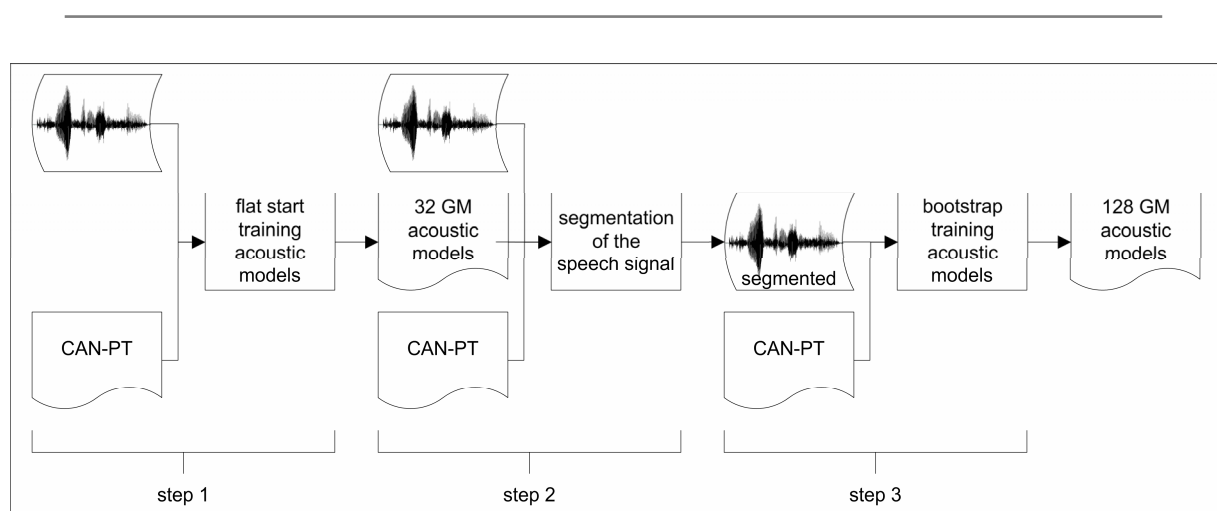 flat start
training
acoustic
models
CAN-PT
step 1
32 GM
acoustic
models
CAN-PT
segmentation
of the
speech signal
step 2
segmented
CAN-PT
bootstrap
training
acoustic
models
step 3
128 GM
acoustic
models